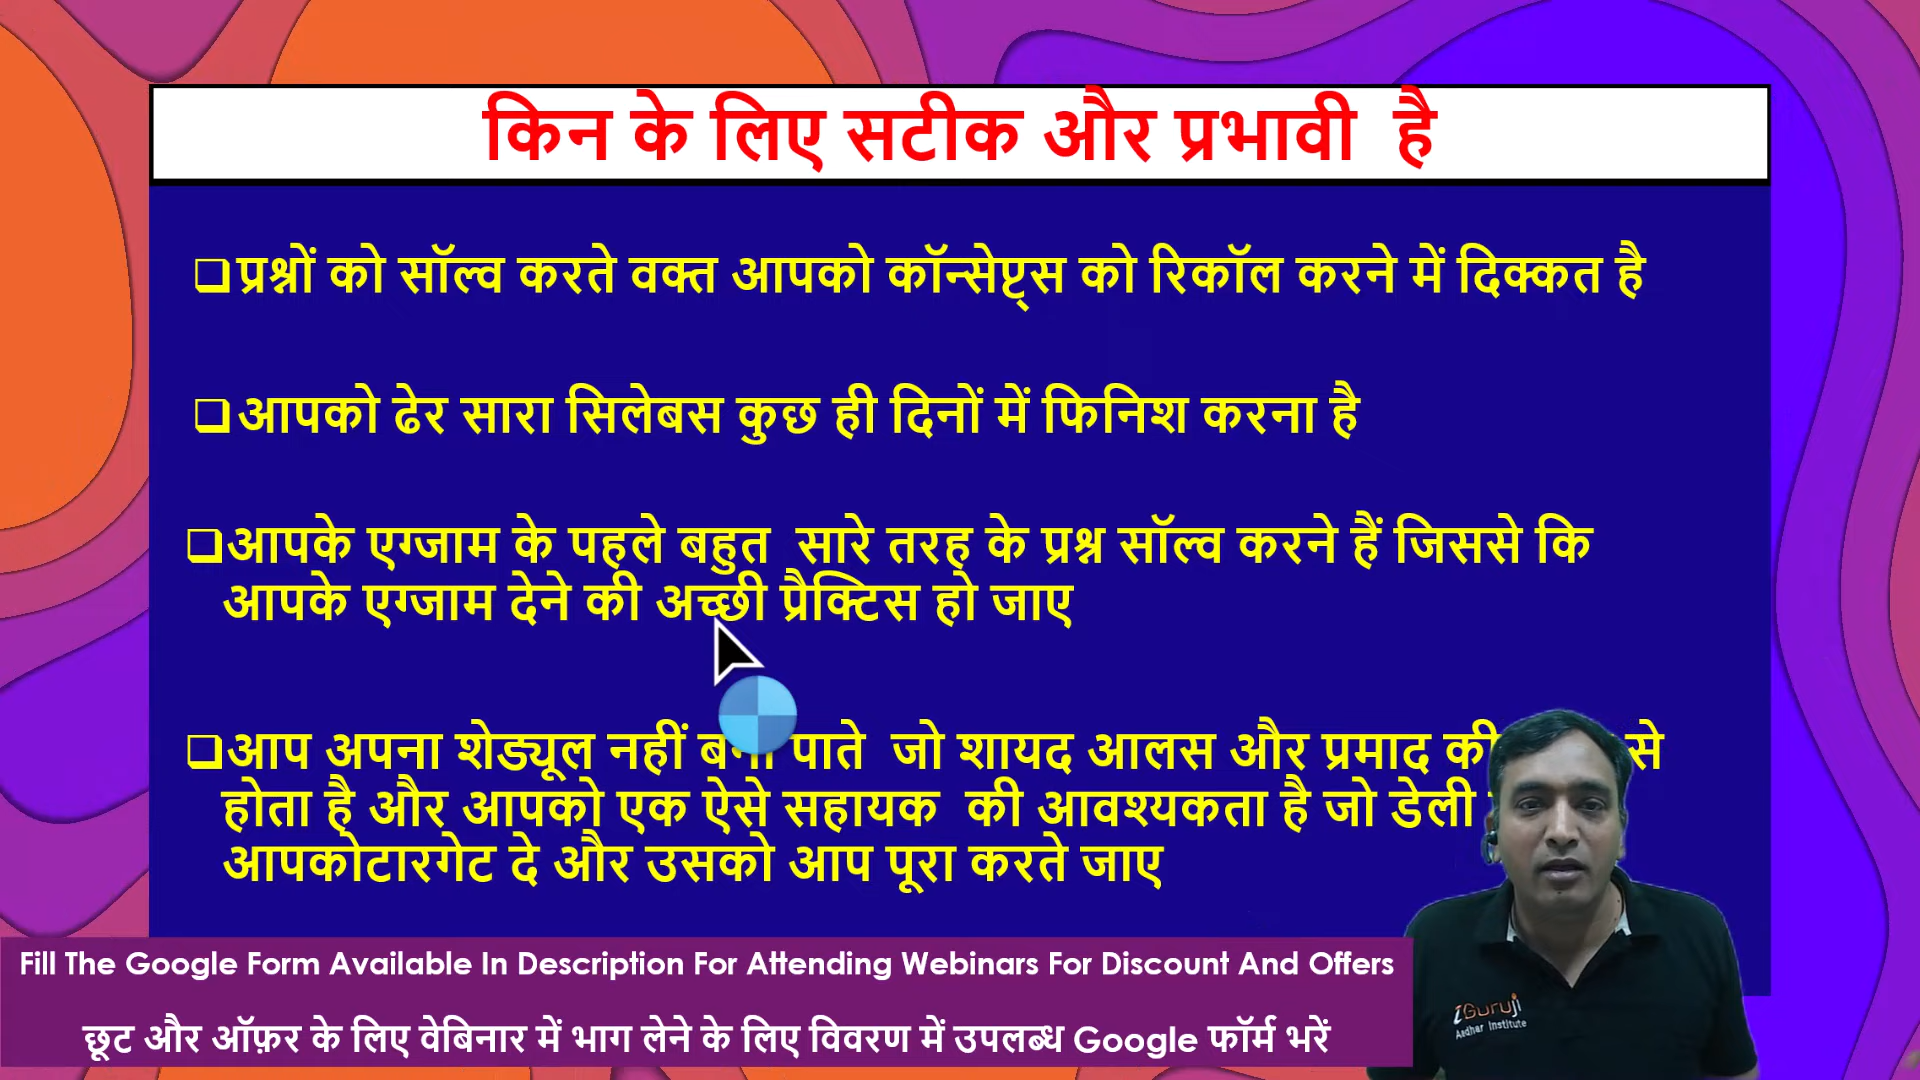 किन के लिए सटीक और प्रभावी है
❑प्रश्नों को सॉल्व करते वक्त आपको कॉन्सेप्ट्स को रिकॉल करने में दिक्कत है
❑आपको ढेर सारा सिलेबस कुछ ही दिनों में फिनिश करना है
❑आपके एग्जाम के पहले बहुत सारे तरह के प्रश्न सॉल्व करने हैं जिससे कि
आपके एग्जाम देने की अच्छी प्रैक्टिस हो जाए
❑आप अपना शेड्यूल नहीं पाते जो शायद आलस और प्रमाद की से
होता है और आपको एक ऐसे सहायक की आवश्यकता है जो डेली
आपकोटारगेट दे और उसको आप पूरा करते जाए
Fill The Google Form Available In Description For Attending Webinars For Discount And Offers
छूट और ऑफ़र के लिए वेबिनार में भाग लेने के लिए विवरण में उपलब्ध Google फॉर्म भरें
iGuruji
Aadhar Institute